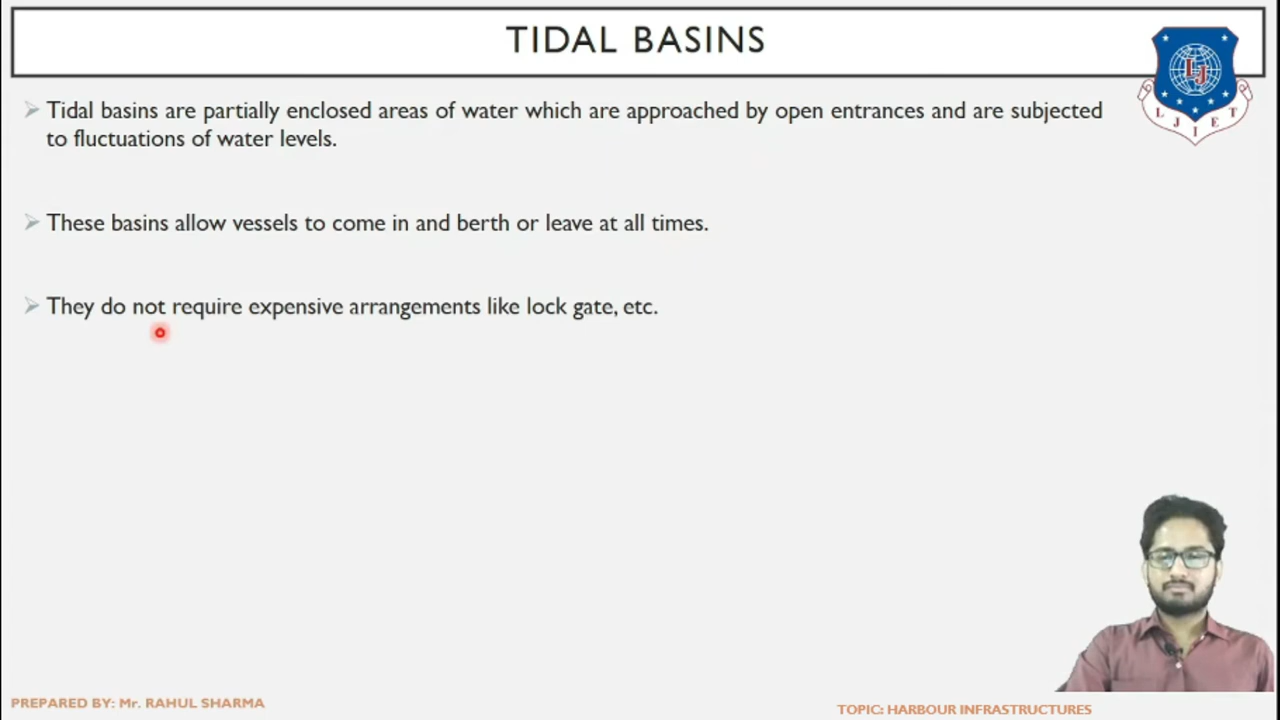 TIDAL BASINS
Tidal basins are partially enclosed areas of water which are approached by open entrances and are subjected
to fluctuations of water levels.
These basins allow vessels to come in and berth or leave at all times.
They do not require expensive arrangements like lock gate, etc.
LJ
L J I E T
PREPARED BY: Mr. RAHUL SHARMA
TOPIC: HARBOUR INFRASTRUCTURES